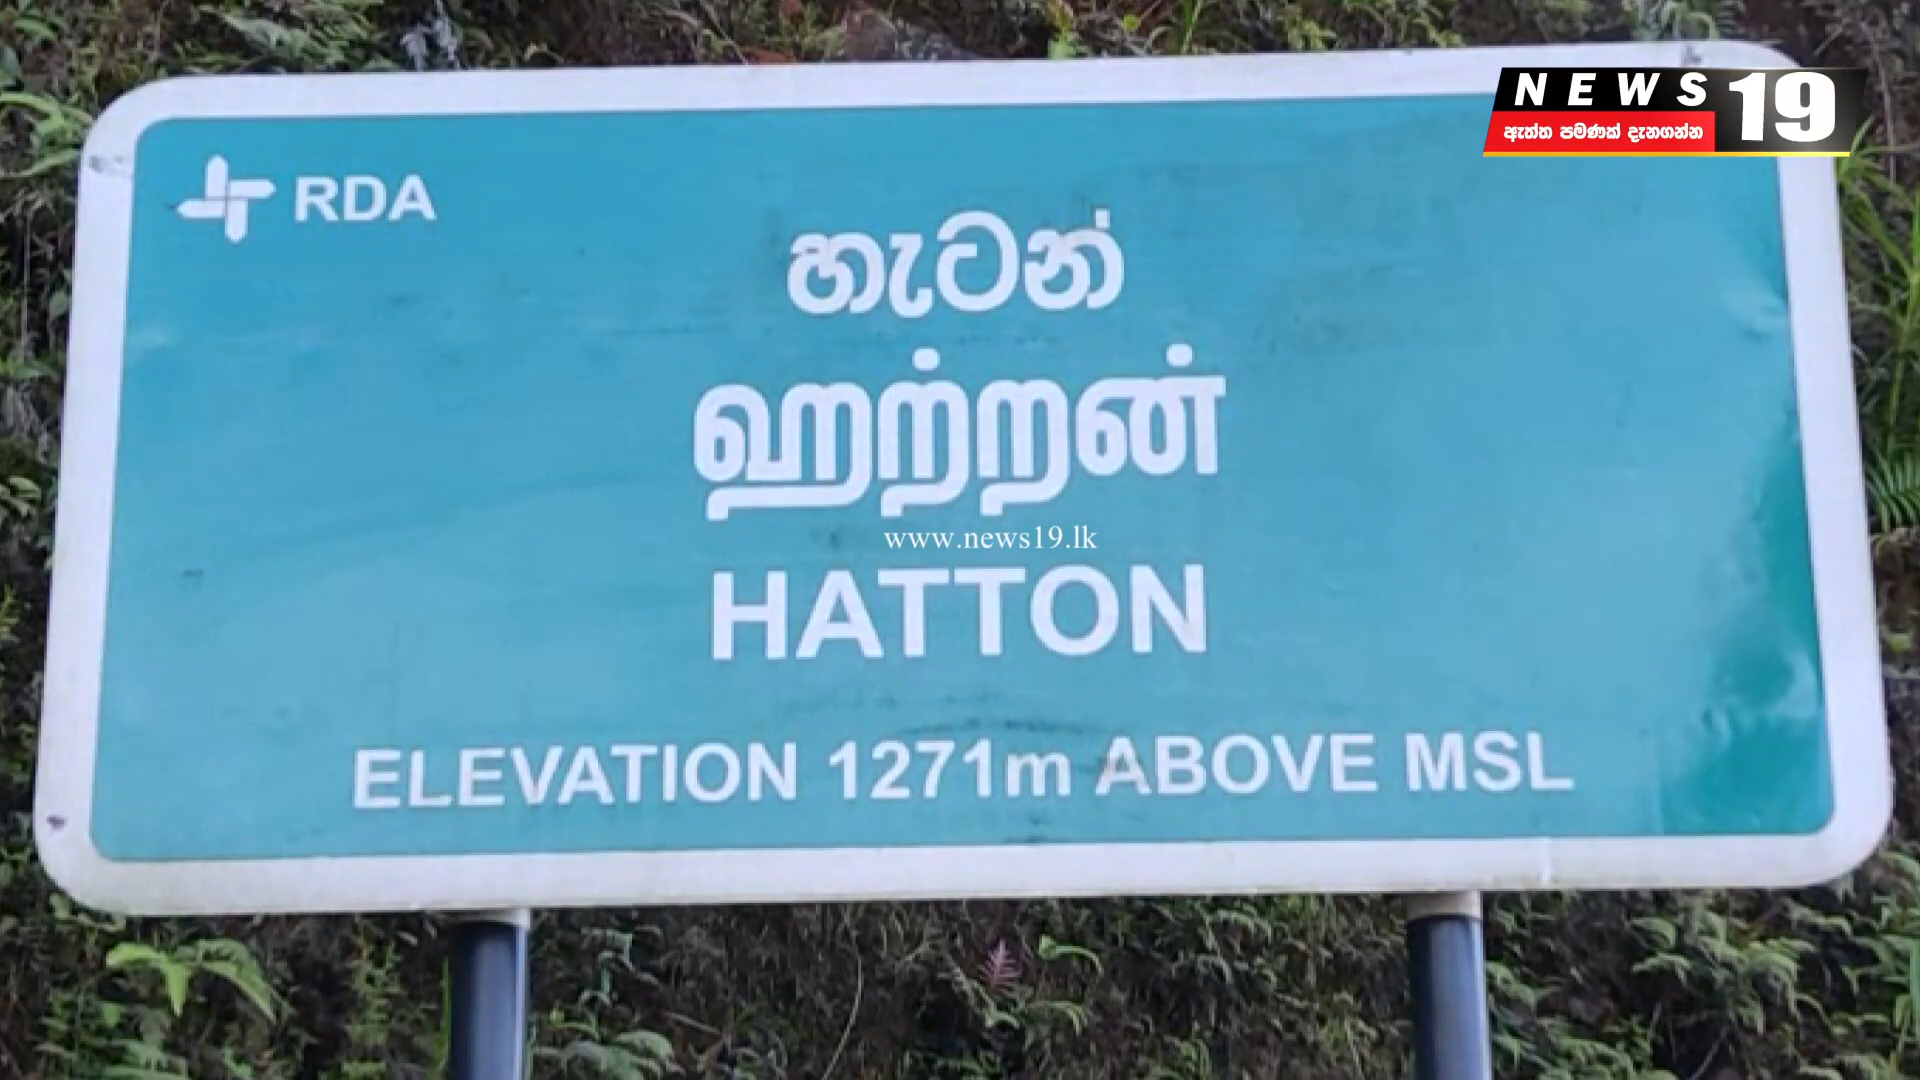 NEWS 19
ඇත්ත පමණක් දැනගන්න
RDA
හැටන්
ஹற்றன்
www.news19.lk
HATTON
ELEVATION 1271m ABOVE MSL